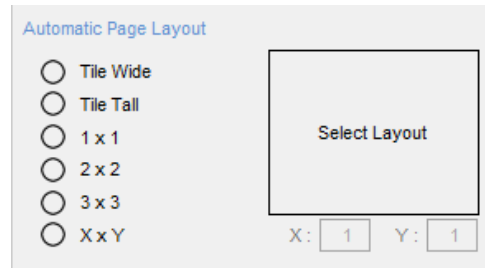 Automatic Page Layout
Tile Wide
Tile Tall
1 x 1
Select Layout
2 x 2
3 x 3
X x Y
X : 1 Y : 1